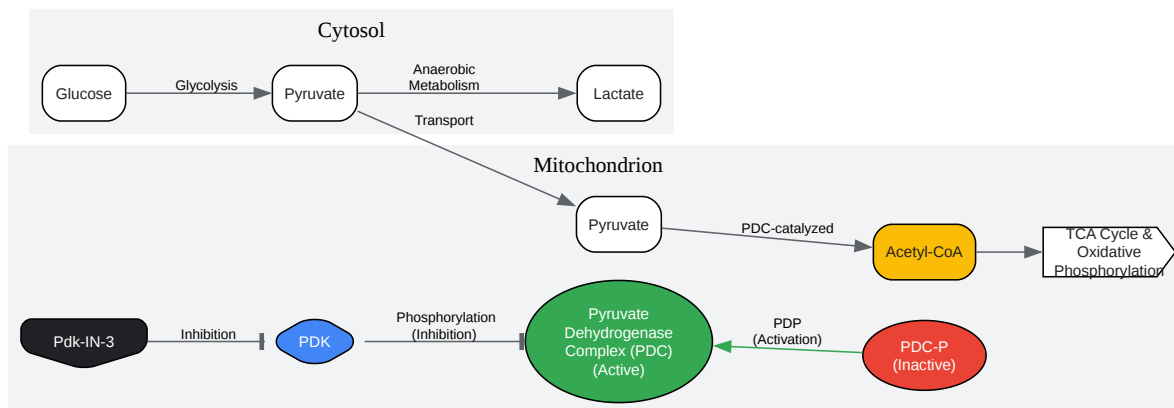 Cytosol
Glucose
Glycolysis
Pyruvate
Anaerobic
Metabolism
Lactate
Transport
Mitochondrion
Pyruvate
PDC-catalyzed
Acetyl-CoA
TCA Cycle &
Oxidative
Phosphorylation
Pdk-IN-3
Inhibition
PDK
Phosphorylation
(Inhibition)
Pyruvate
Dehydrogenase
Complex (PDC)
(Active)
PDP
(Activation)
PDC-P
(Inactive)